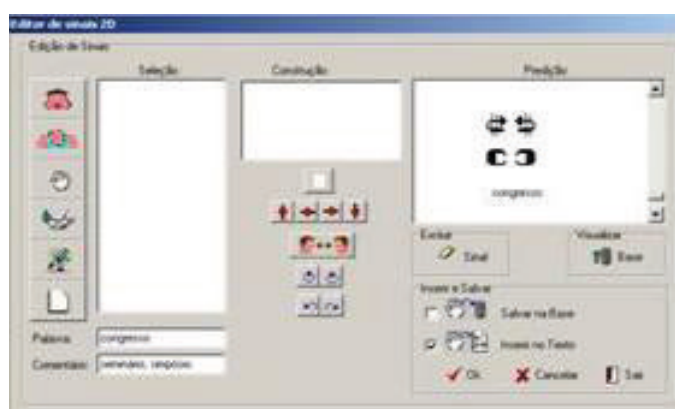 Editor de sinais 2D
Edição de Sinais
Seleção
Construção
Predição
congresso
Excluir
Sinal
Visualizar
Base
Inserir e Salvar
Salvar na Base
Inserir no Texto
Ok
Cancelar
Sair
Palavra:
congresso
Comentário:
seminário, simpósio